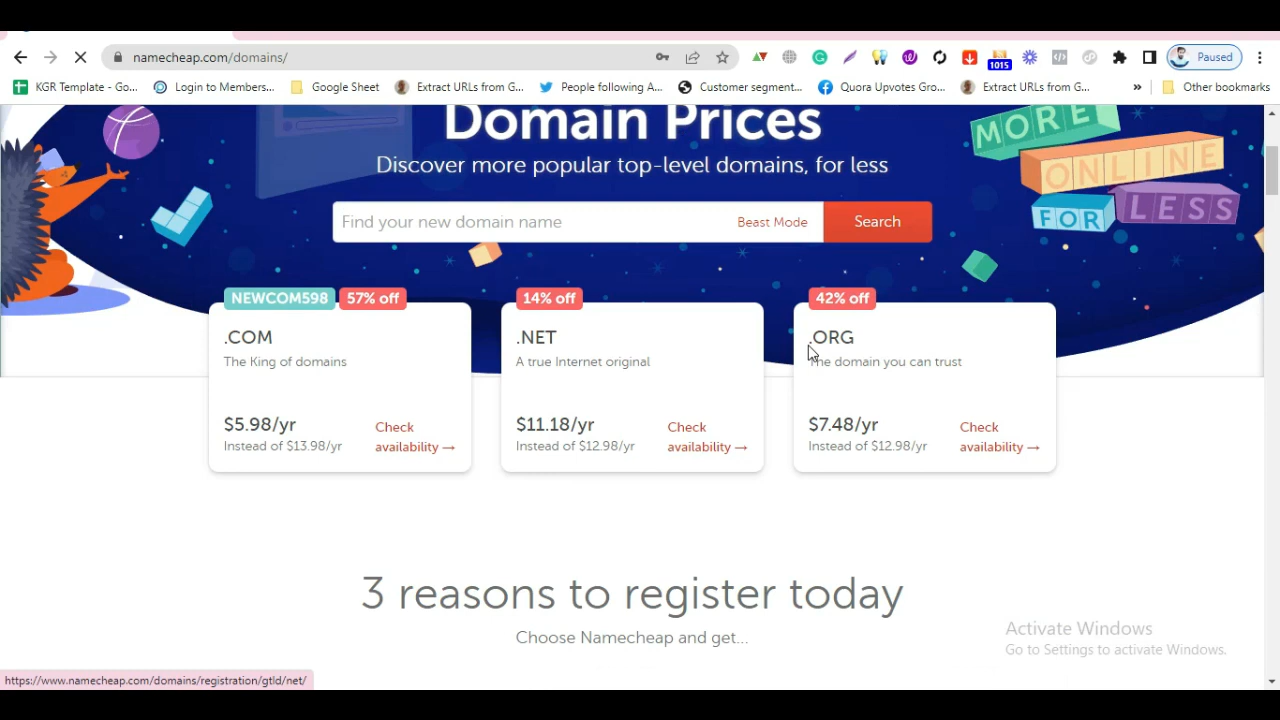 namecheap.com/domains/
1015
Paused
KGR Template - Go...
Login to Members...
Google Sheet
Extract URLs from G...
People following A...
Customer segment...
Quora Upvotes Gro...
Extract URLs from G...
»
Other bookmarks
Domain Prices
Discover more popular top-level domains, for less
MORE
ONLINE
FOR LESS
Find your new domain name
Beast Mode
Search
NEWCOM598
57% off
.COM
The King of domains
$5.98/yr
Instead of $13.98/yr
Check
availability →
14% off
.NET
A true Internet original
$11.18/yr
Instead of $12.98/yr
Check
availability →
42% off
.ORG
The domain you can trust
$7.48/yr
Instead of $12.98/yr
Check
availability →
3 reasons to register today
Choose Namecheap and get...
Activate Windows
Go to Settings to activate Windows.
https://www.namecheap.com/domains/registration/gtld/net/